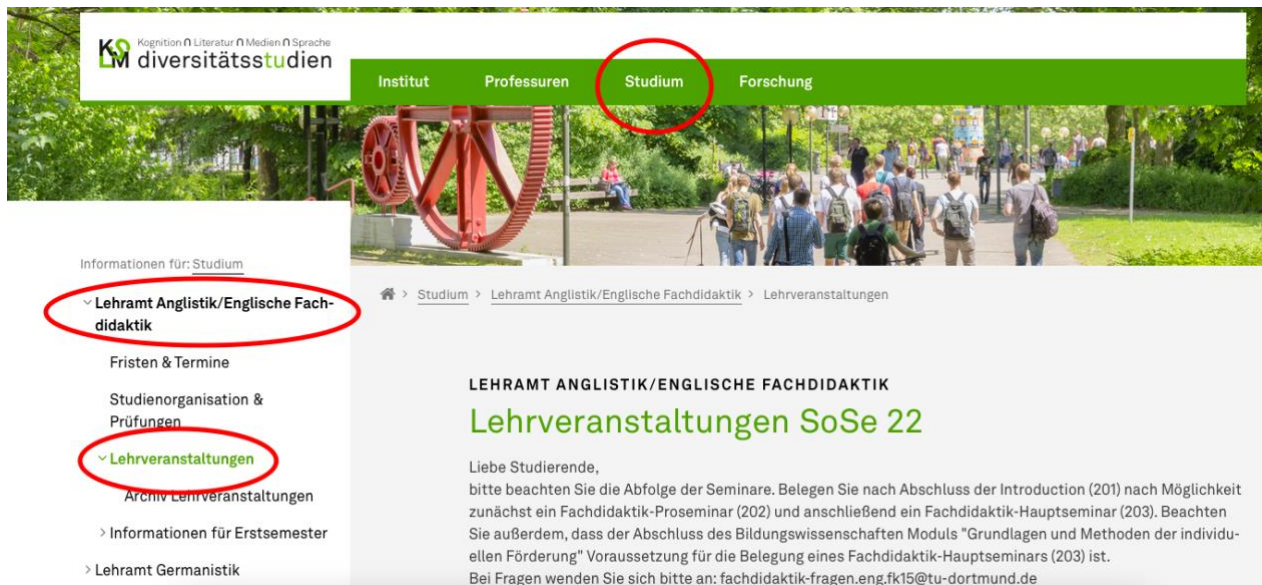 Kognition ∩ Literatur ∩ Medien ∩ Sprache
KLSM diversitätsstudien
Institut Professuren Studium Forschung
Informationen für: Studium
Lehramt Anglistik/Englische Fach-
didaktik
Fristen & Termine
Studienorganisation &
Prüfungen
Lehrveranstaltungen
Archiv Lehrveranstaltungen
> Informationen für Erstsemester
> Lehramt Germanistik
> Studium > Lehramt Anglistik/Englische Fachdidaktik > Lehrveranstaltungen
LEHRAMT ANGLISTIK/ENGLISCHE FACHDIDAKTIK
Lehrveranstaltungen SoSe 22
Liebe Studierende,
bitte beachten Sie die Abfolge der Seminare. Belegen Sie nach Abschluss der Introduction (201) nach Möglichkeit
zunächst ein Fachdidaktik-Proseminar (202) und anschließend ein Fachdidaktik-Hauptseminar (203). Beachten
Sie außerdem, dass der Abschluss des Bildungswissenschaften Moduls "Grundlagen und Methoden der individu-
ellen Förderung" Voraussetzung für die Belegung eines Fachdidaktik-Hauptseminars (203) ist.
Bei Fragen wenden Sie sich bitte an: fachdidaktik-fragen.eng.fk15@tu-dortmund.de